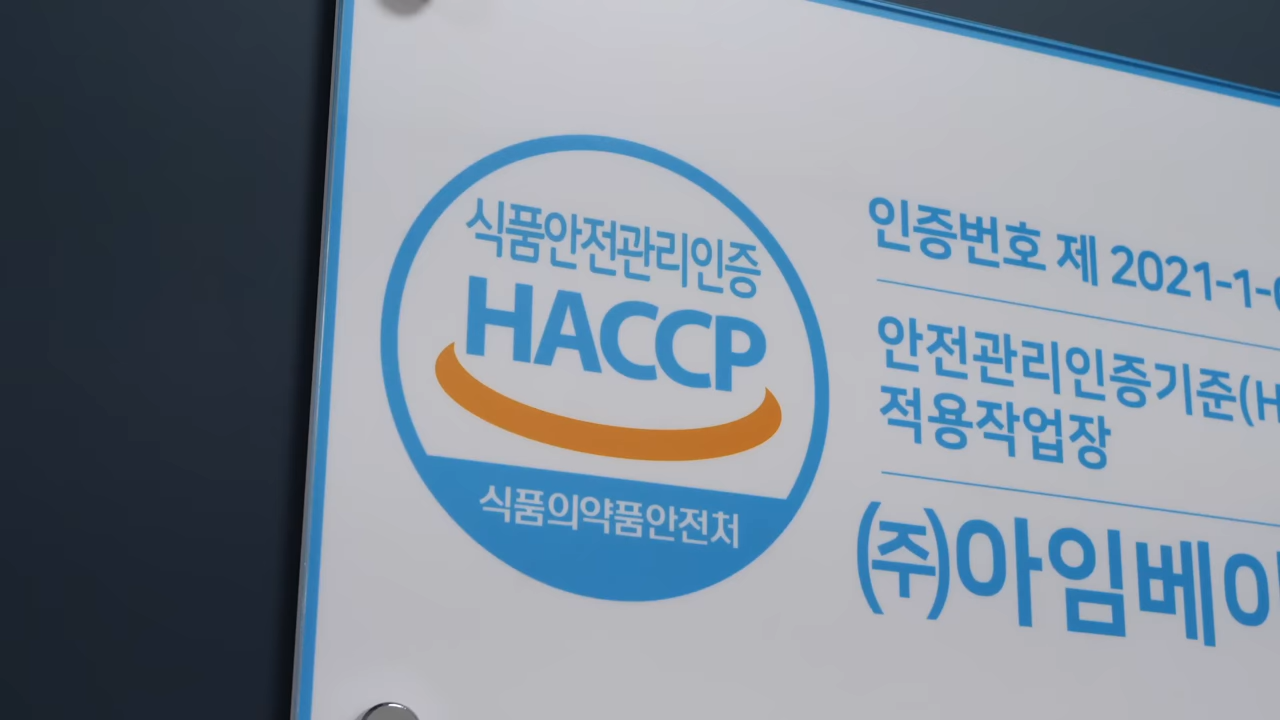 식품안전관리인증
HACCP
식품의약품안전처
인증번호 제 2021-1-
안전관리인증기준(H
적용작업장
(주)아임베이